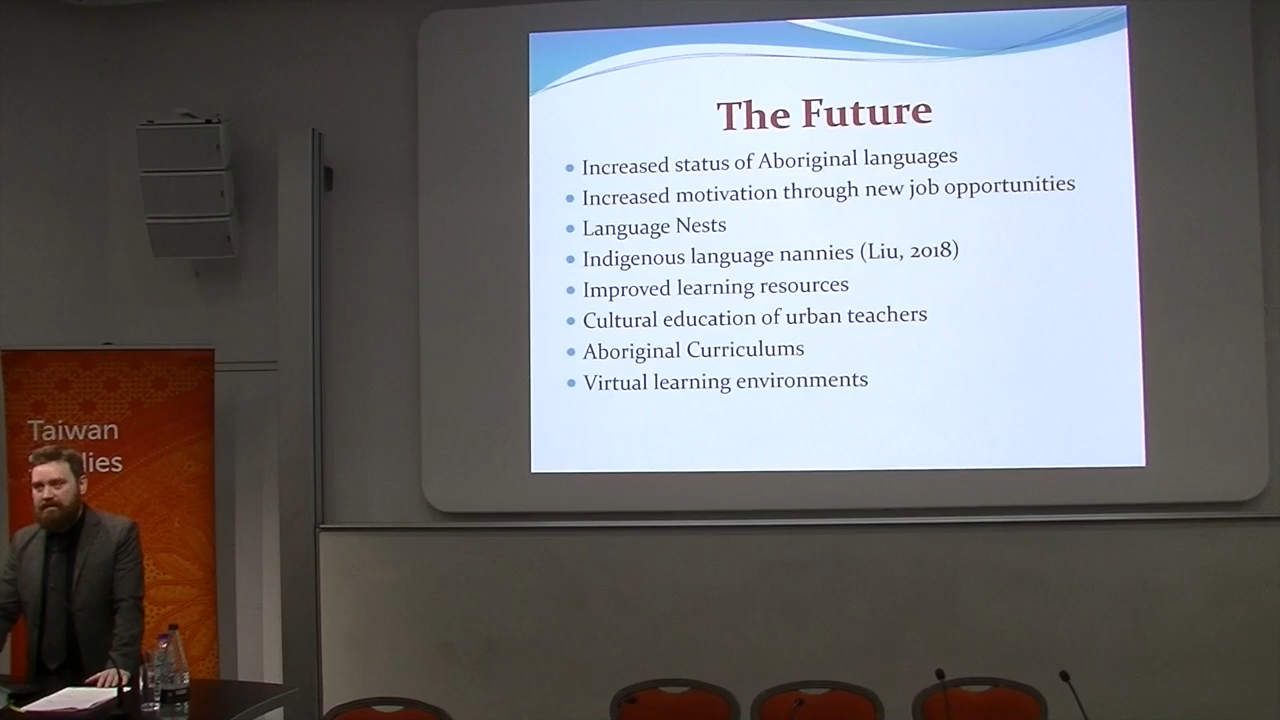 The Future
Increased status of Aboriginal languages
Increased motivation through new job opportunities
Language Nests
Indigenous language nannies (Liu, 2018)
Improved learning resources
Cultural education of urban teachers
Aboriginal Curriculums
Virtual learning environments
Taiwan